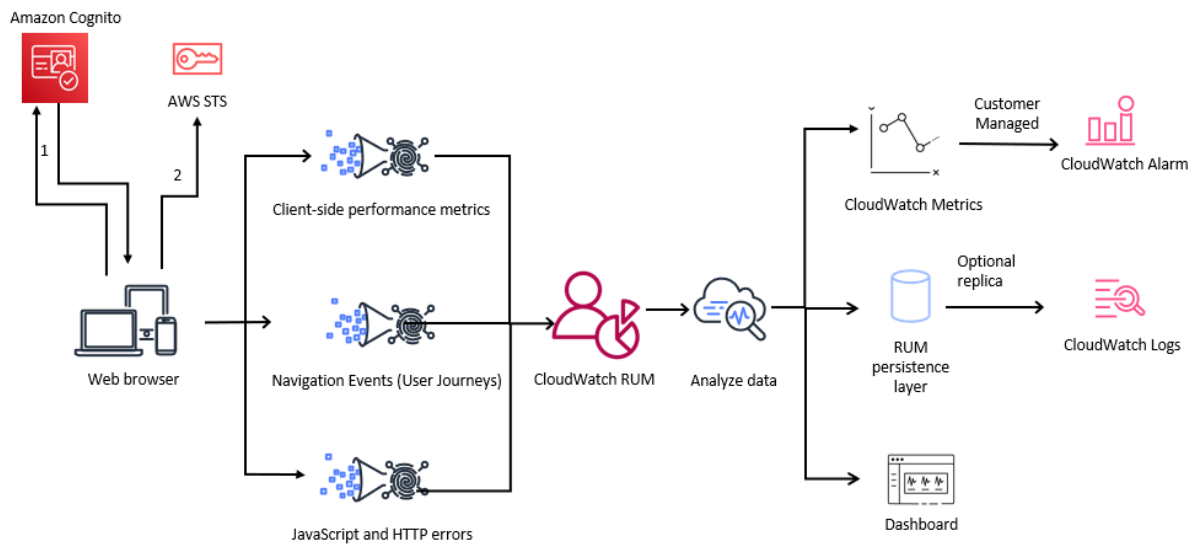 Amazon Cognito
AWS STS
1
2
Web browser
Client-side performance metrics
Navigation Events (User Journeys)
JavaScript and HTTP errors
CloudWatch RUM
Analyze data
Y
X
CloudWatch Metrics
Customer
Managed
CloudWatch Alarm
RUM
persistence
layer
Optional
replica
CloudWatch Logs
Dashboard